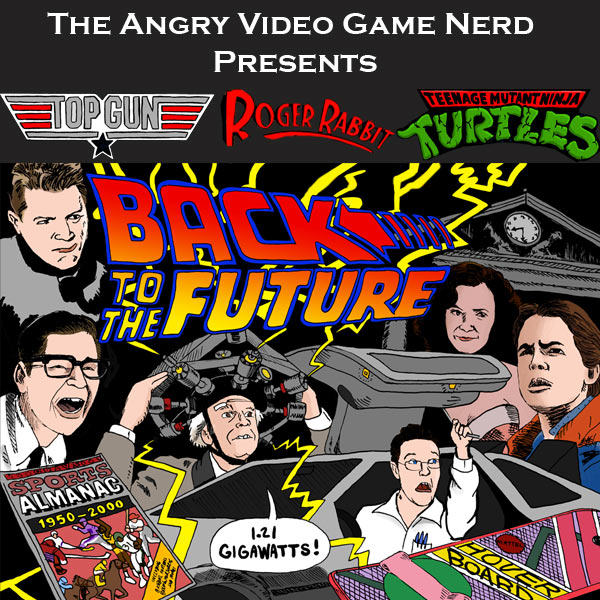 The Angry Video Game Nerd
Presents
TOP GUN
Roger Rabbit
TEENAGE MUTANT NINJA
TURTLES
BACK
TO THE FUTURE
SPORTS
ALMANAC
1950-2000
1.21
GIGAWATTS!
MATTEL
HOVER
BOARD